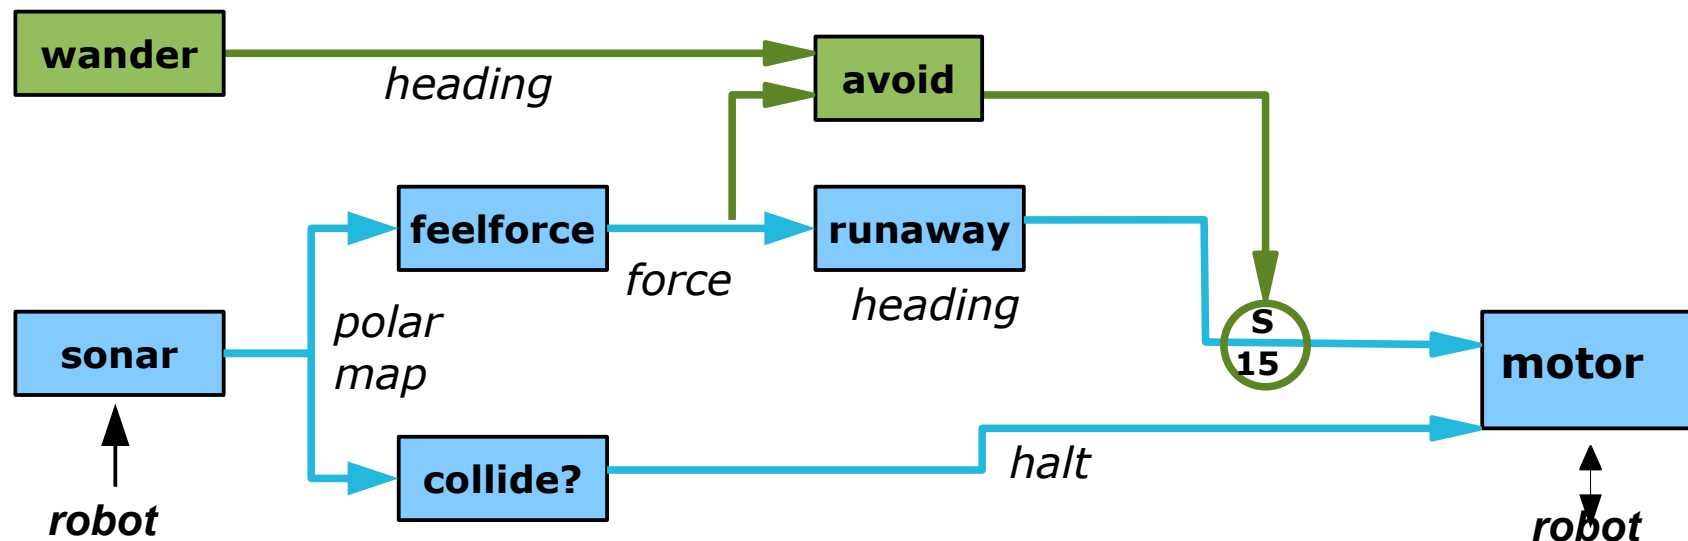 wander
heading
avoid
feelforce
force
runaway
heading
S
15
sonar
polar
map
motor
collide?
halt
robot
robot